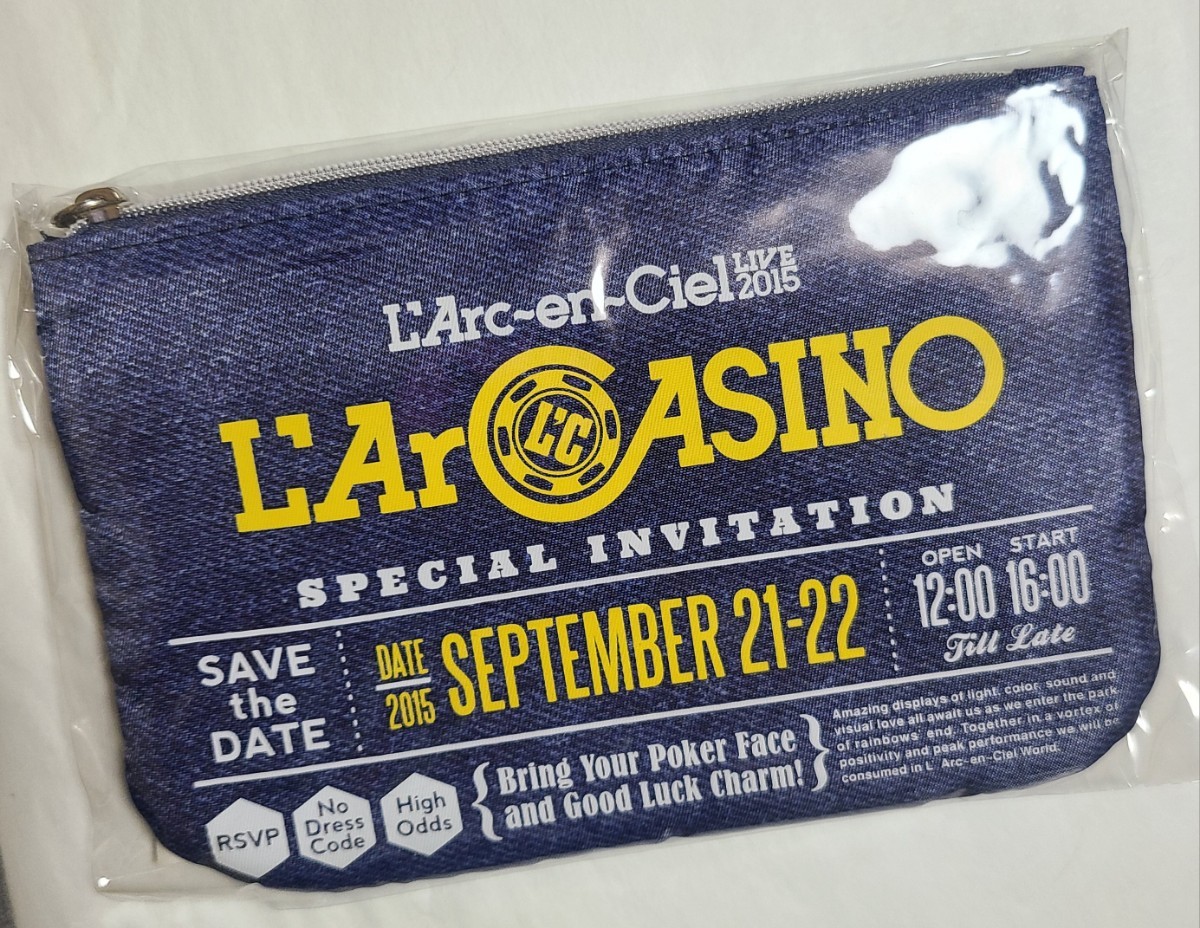 L'Arc~en~Ciel LIVE 2015
L'ArCASINO
L'C
SPECIAL INVITATION
SAVE
the
DATE
DATE
2015
SEPTEMBER 21-22
OPEN START
12:00 16:00
Till Late
RSVP
No
Dress
Code
High
Odds
{Bring Your Poker Face
and Good Luck Charm!}
Amazing displays of light, color, sound and
visual love all await us as we enter the park
of rainbows' end. Together in a vortex of
positivity and peak performance we will be
consumed in L'Arc~en~Ciel World.